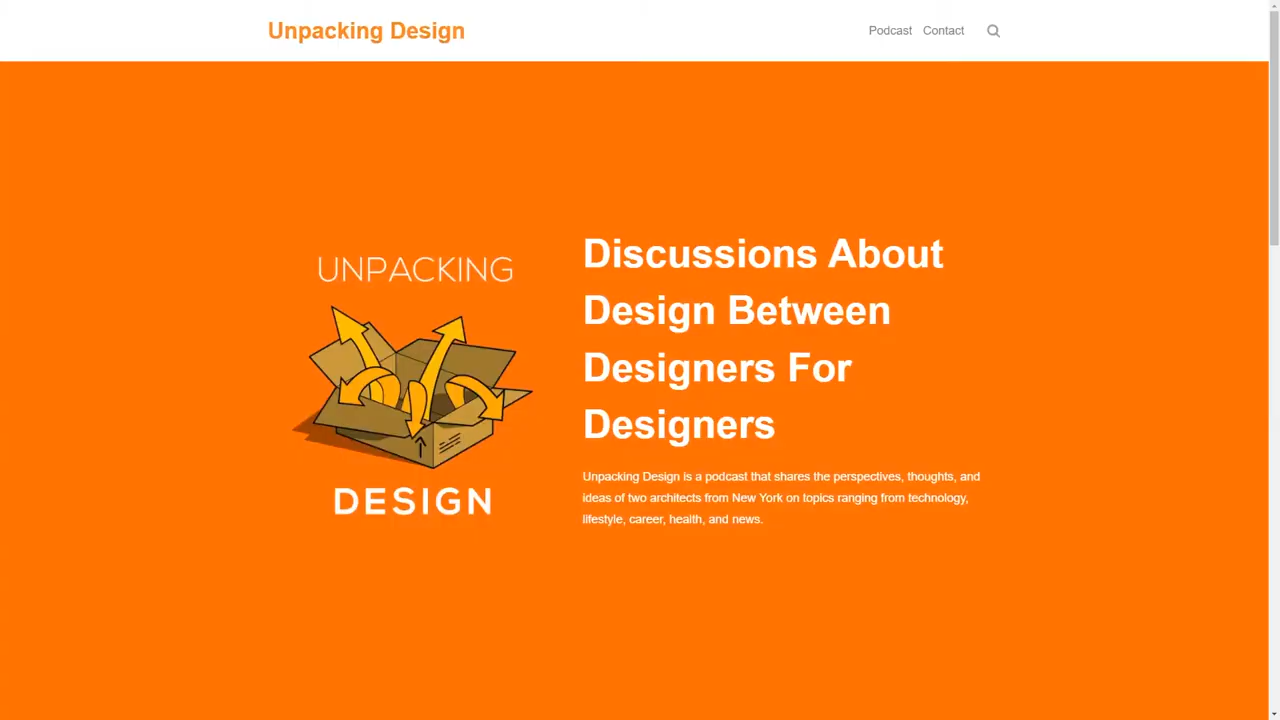 Unpacking Design
Podcast Contact
UNPACKING
DESIGN
Discussions About
Design Between
Designers For
Designers
Unpacking Design is a podcast that shares the perspectives, thoughts, and
ideas of two architects from New York on topics ranging from technology,
lifestyle, career, health, and news.